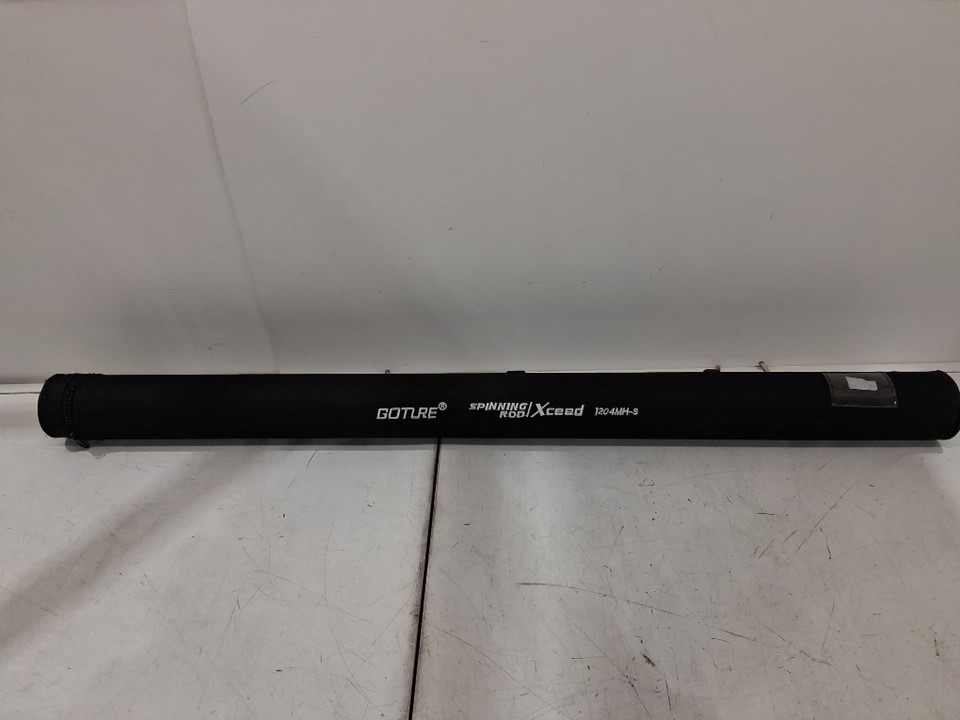 GOTURE® SPINNING ROD/Xceed 1204MH-S